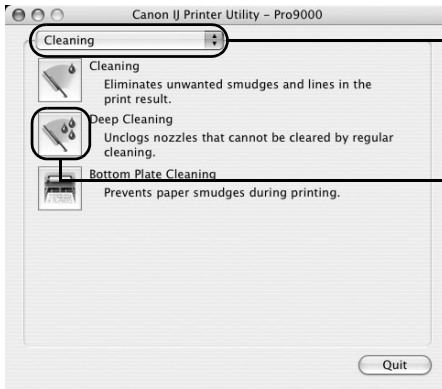 Canon IJ Printer Utility – Pro9000
Cleaning
Cleaning
Eliminates unwanted smudges and lines in the
print result.
Deep Cleaning
Unclogs nozzles that cannot be cleared by regular
cleaning.
Bottom Plate Cleaning
Prevents paper smudges during printing.
Quit